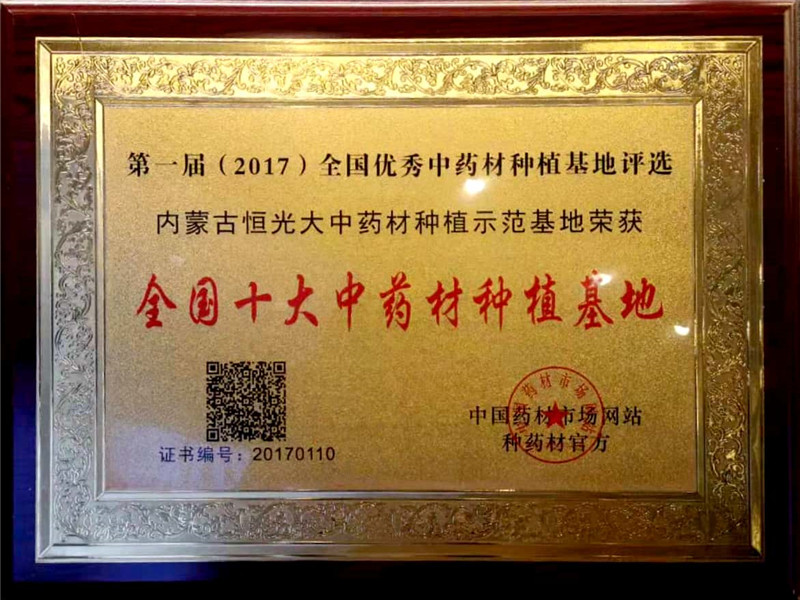 第一届（2017）全国优秀中药材种植基地评选
内蒙古恒光大中药材种植示范基地荣获
全国十大中药材种植基地
证书编号：20170110
中国药材市场网站
种药材官方